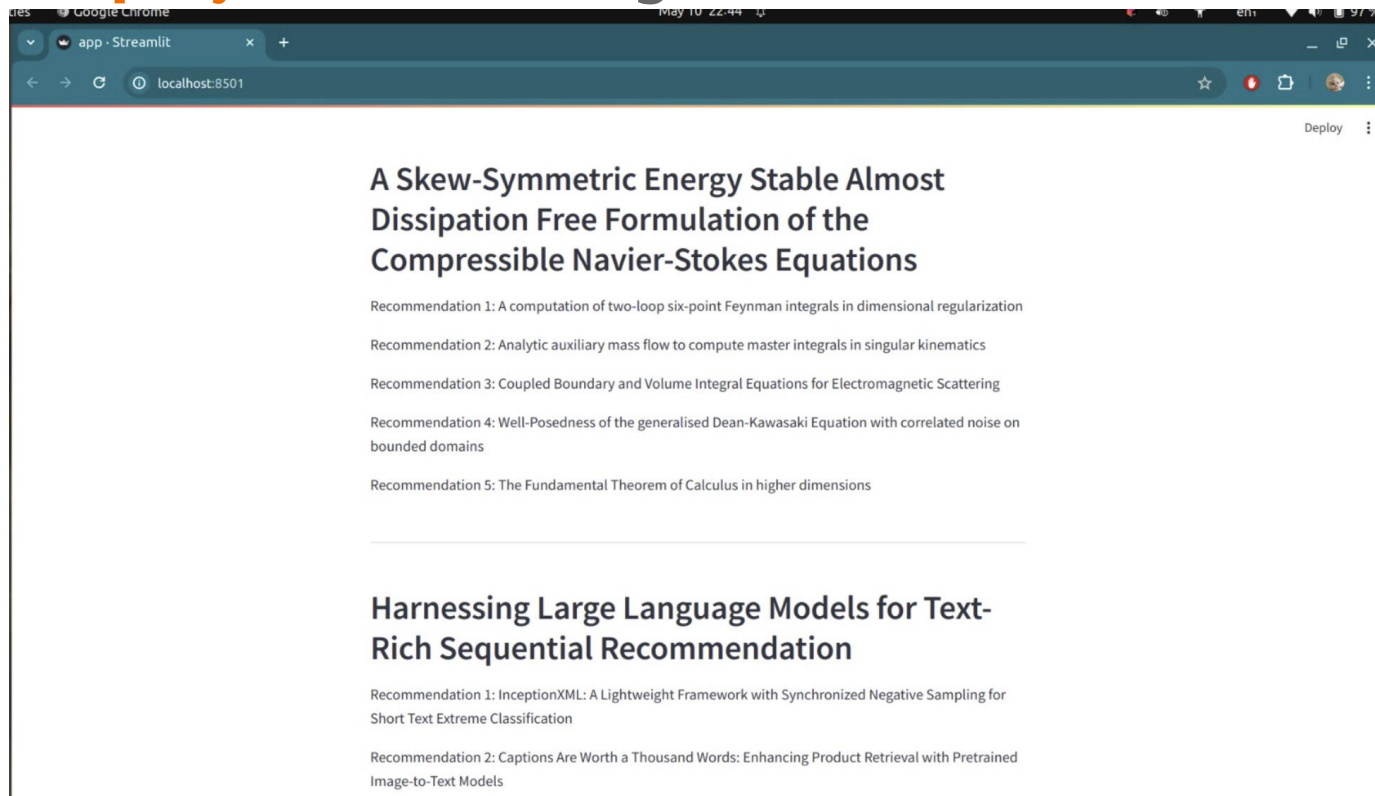 Google Chrome
May 10 22:44
en1
97 %
app · Streamlit
localhost:8501
Deploy
A Skew-Symmetric Energy Stable Almost
Dissipation Free Formulation of the
Compressible Navier-Stokes Equations
Recommendation 1: A computation of two-loop six-point Feynman integrals in dimensional regularization
Recommendation 2: Analytic auxiliary mass flow to compute master integrals in singular kinematics
Recommendation 3: Coupled Boundary and Volume Integral Equations for Electromagnetic Scattering
Recommendation 4: Well-Posedness of the generalised Dean-Kawasaki Equation with correlated noise on
bounded domains
Recommendation 5: The Fundamental Theorem of Calculus in higher dimensions
Harnessing Large Language Models for Text-
Rich Sequential Recommendation
Recommendation 1: InceptionXML: A Lightweight Framework with Synchronized Negative Sampling for
Short Text Extreme Classification
Recommendation 2: Captions Are Worth a Thousand Words: Enhancing Product Retrieval with Pretrained
Image-to-Text Models